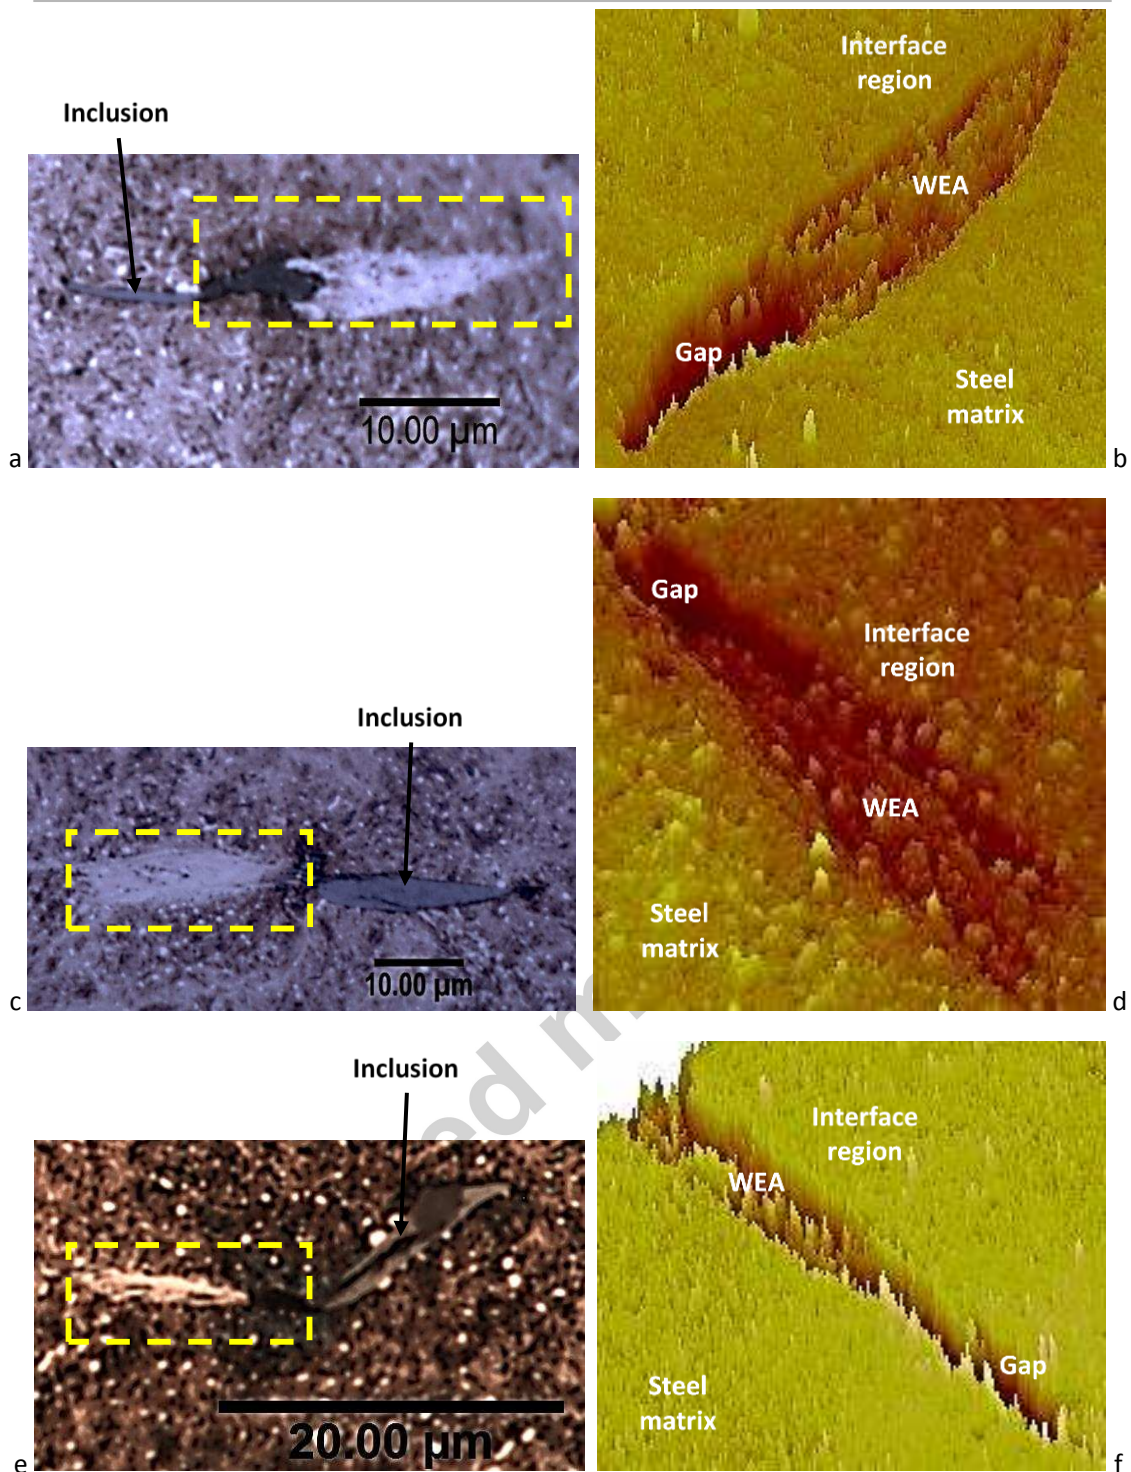 Inclusion
10.00 µm
a
Interface
region
WEA
Gap
Steel
matrix
b
Inclusion
10.00 µm
c
Gap
Interface
region
WEA
Steel
matrix
d
Inclusion
20.00 µm
e
Interface
region
WEA
Gap
Steel
matrix
f